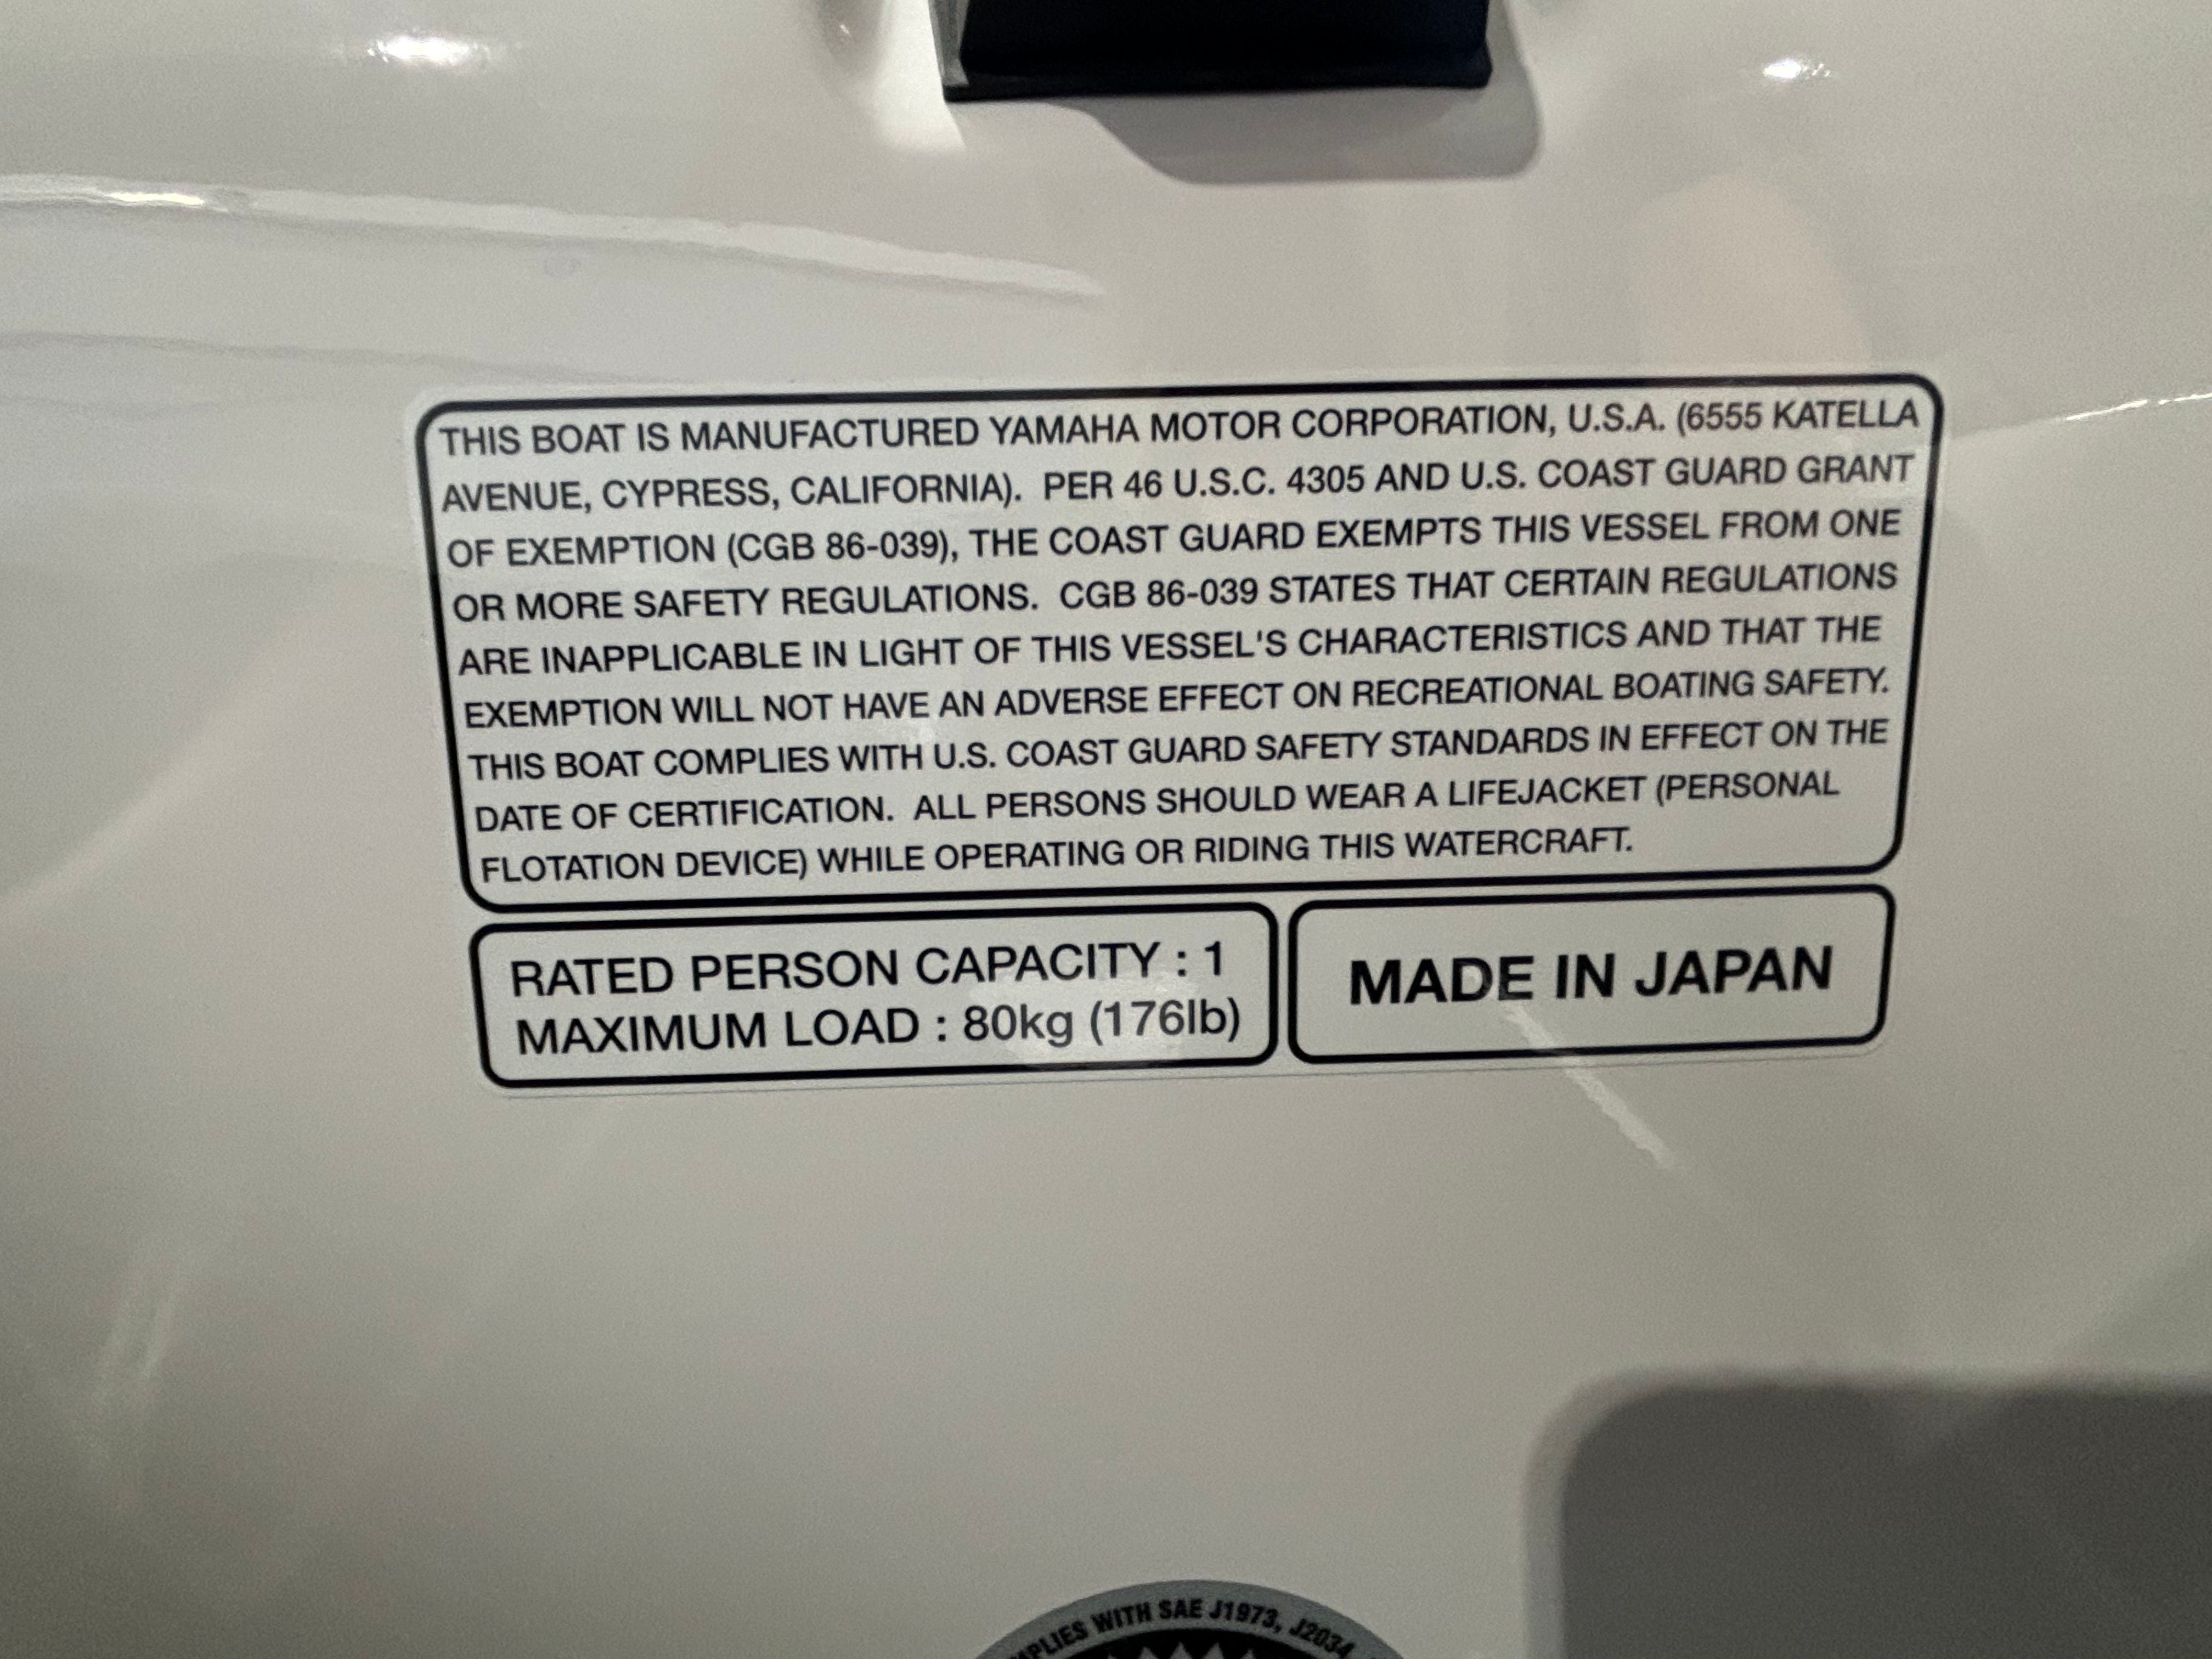 THIS BOAT IS MANUFACTURED YAMAHA MOTOR CORPORATION, U.S.A. (6555 KATELLA
AVENUE, CYPRESS, CALIFORNIA). PER 46 U.S.C. 4305 AND U.S. COAST GUARD GRANT
OF EXEMPTION (CGB 86-039), THE COAST GUARD EXEMPTS THIS VESSEL FROM ONE
OR MORE SAFETY REGULATIONS. CGB 86-039 STATES THAT CERTAIN REGULATIONS
ARE INAPPLICABLE IN LIGHT OF THIS VESSEL'S CHARACTERISTICS AND THAT THE
EXEMPTION WILL NOT HAVE AN ADVERSE EFFECT ON RECREATIONAL BOATING SAFETY.
THIS BOAT COMPLIES WITH U.S. COAST GUARD SAFETY STANDARDS IN EFFECT ON THE
DATE OF CERTIFICATION. ALL PERSONS SHOULD WEAR A LIFEJACKET (PERSONAL
FLOTATION DEVICE) WHILE OPERATING OR RIDING THIS WATERCRAFT.
RATED PERSON CAPACITY : 1
MAXIMUM LOAD : 80kg (176lb)
MADE IN JAPAN
WITH SAE J1973, J2034